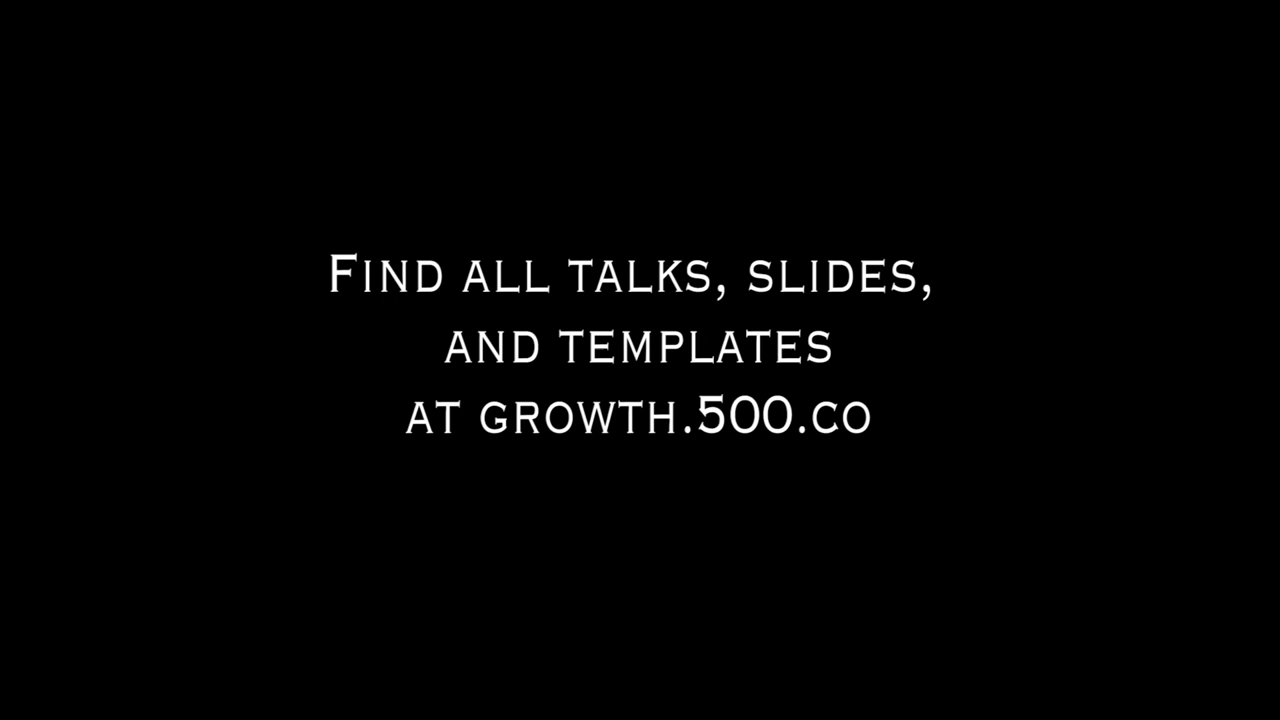 Find all talks, slides,
and templates
at growth.500.co